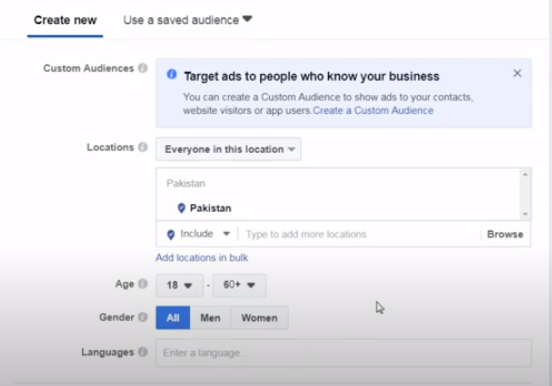 Create new Use a saved audience
Custom Audiences
Target ads to people who know your business
You can create a Custom Audience to show ads to your contacts,
website visitors or app users.Create a Custom Audience
Locations Everyone in this location
Pakistan
Pakistan
Include Type to add more locations Browse
Add locations in bulk
Age 18 - 60+
Gender All Men Women
Languages Enter a language...